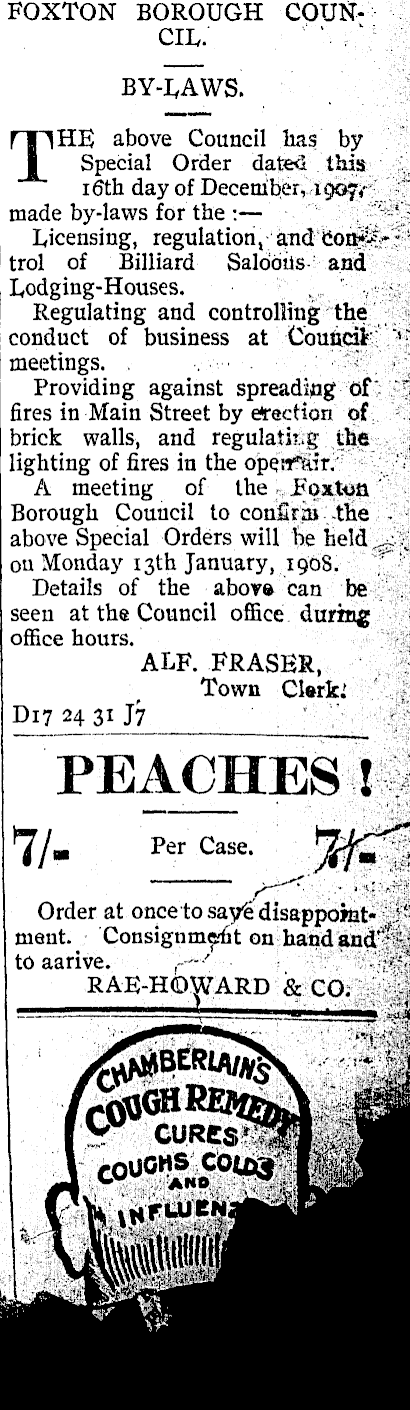 FOXTON BOROUGH COUN-
CIL.
BY-LAWS.
THE above Council has by
Special Order dated this
16th day of December, 1907,
made by-laws for the :—
Licensing, regulation, and con-
trol of Billiard Saloons and
Lodging-Houses.
Regulating and controlling the
conduct of business at Council
meetings.
Providing against spreading of
fires in Main Street by erection of
brick walls, and regulating the
lighting of fires in the open air.
A meeting of the Foxton
Borough Council to confirm the
above Special Orders will be held
on Monday 13th January, 1908.
Details of the above can be
seen at the Council office during
office hours.
ALF. FRASER,
Town Clerk.
D17 24 31 J7
PEACHES !
7/- Per Case. 7/-
Order at once to save disappoint-
ment. Consignment on hand and
to aarive.
RAE-HOWARD & CO.
CHAMBERLAIN'S
COUGH REMEDY
CURES
COUGHS COLDS
AND
INFLUENZ